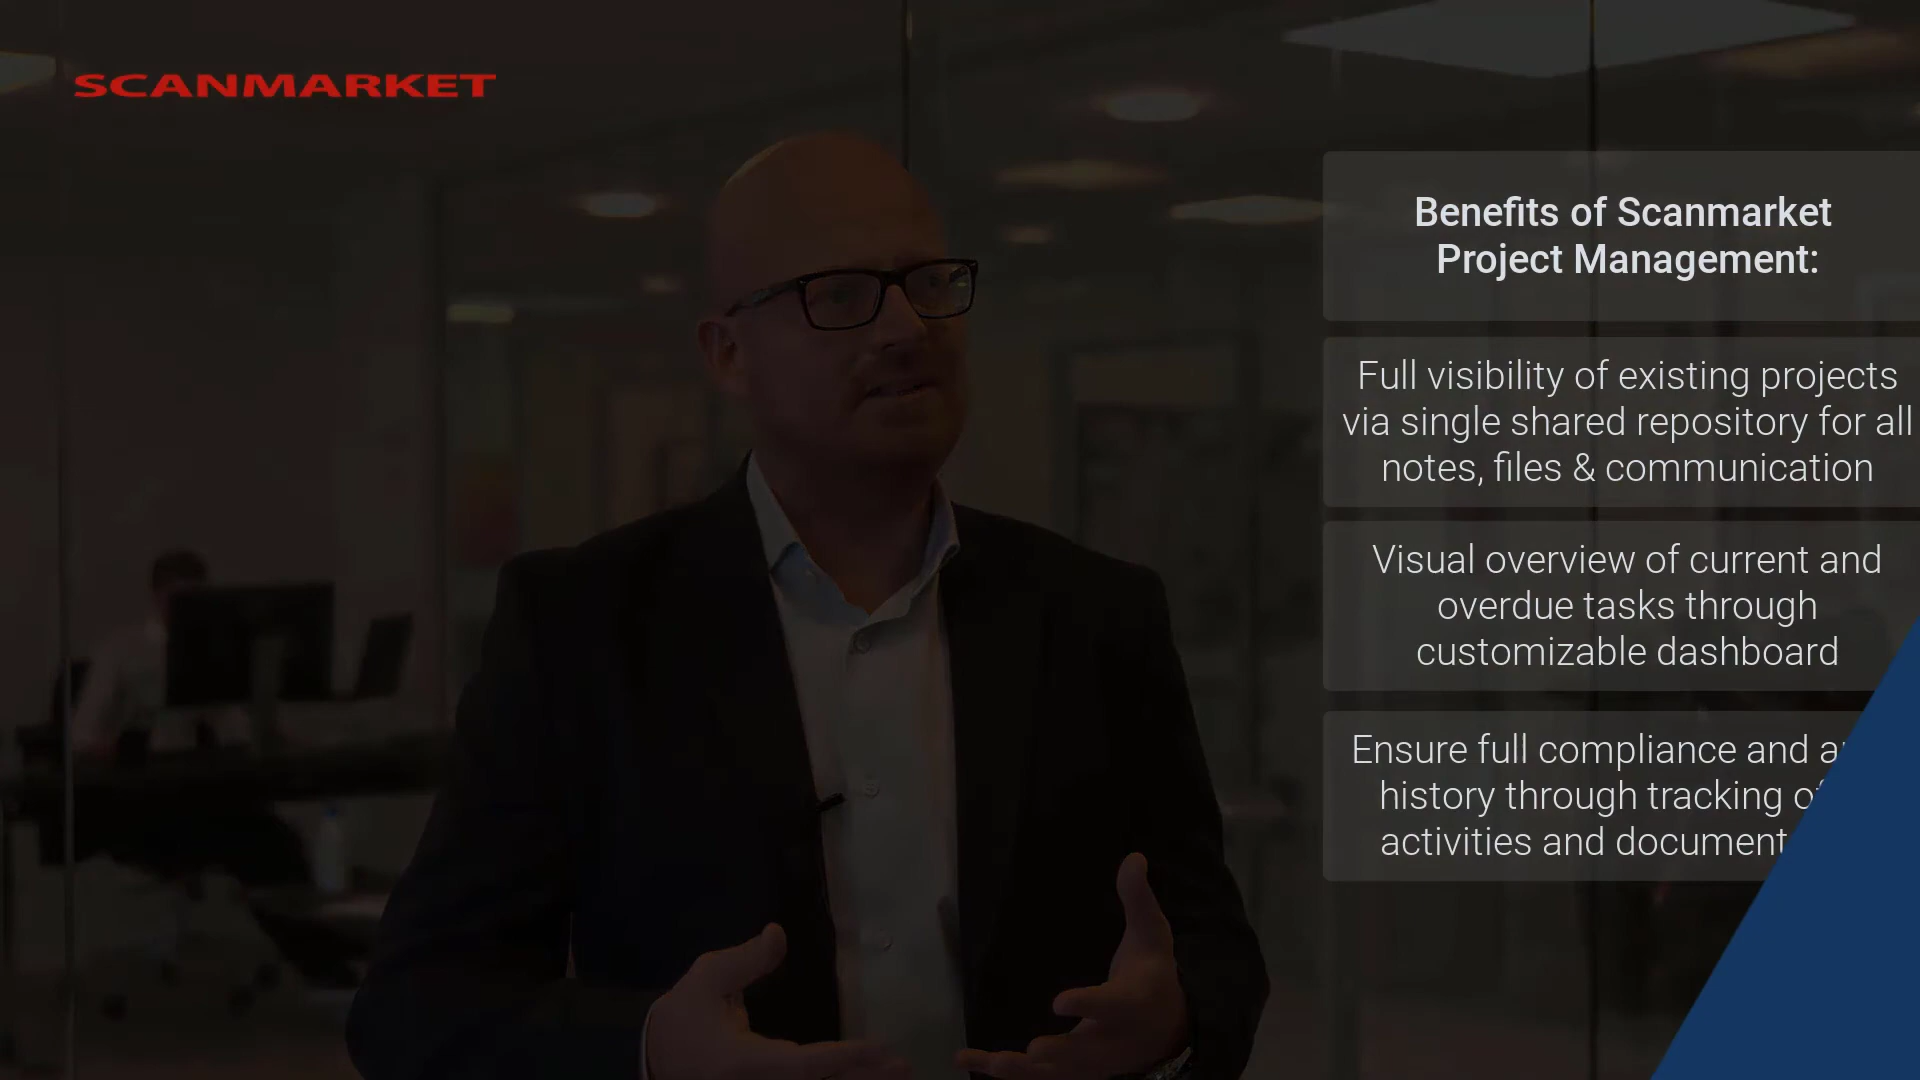 SCANMARKET
Benefits of Scanmarket
Project Management:
Full visibility of existing projects
via single shared repository for all
notes, files & communication
Visual overview of current and
overdue tasks through
customizable dashboard
Ensure full compliance and
history through tracking
activities and document